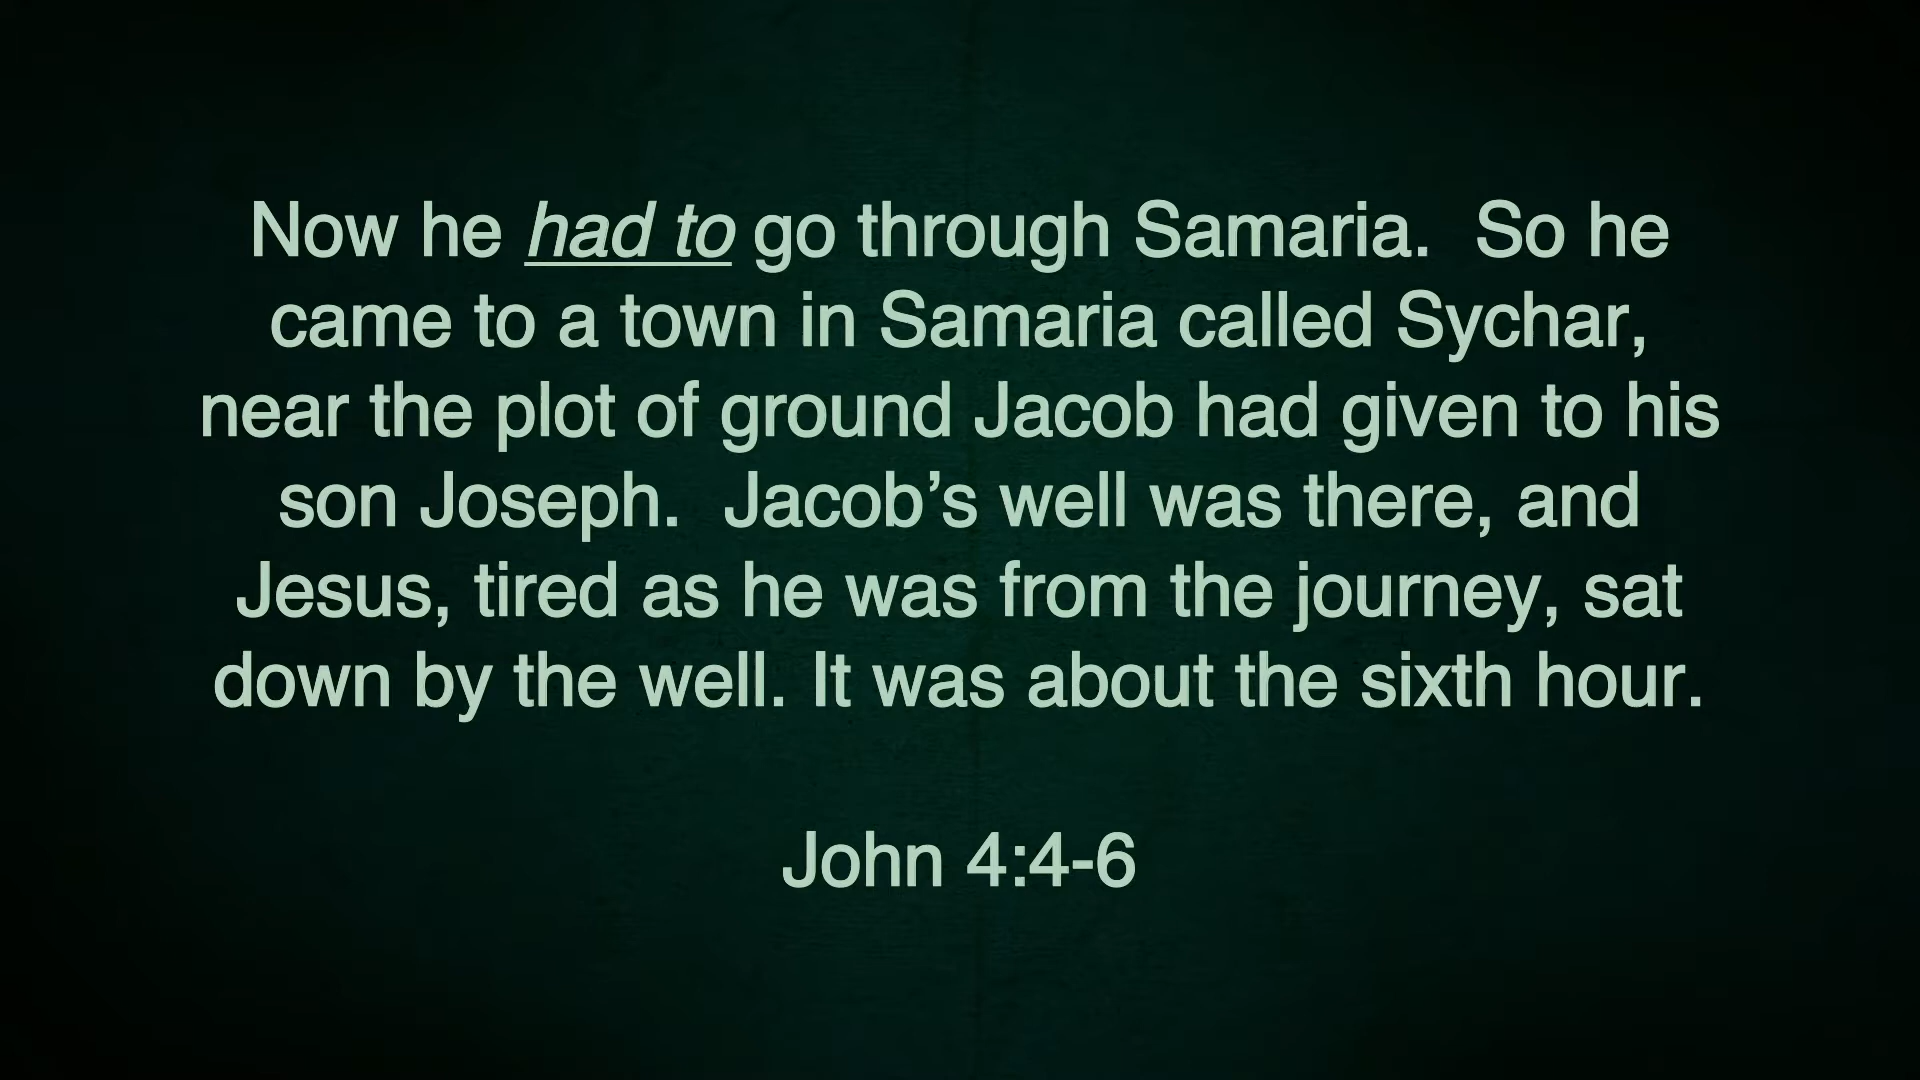 Now he had to go through Samaria.  So he
came to a town in Samaria called Sychar,
near the plot of ground Jacob had given to his
son Joseph.  Jacob’s well was there, and
Jesus, tired as he was from the journey, sat
down by the well. It was about the sixth hour.
John 4:4-6